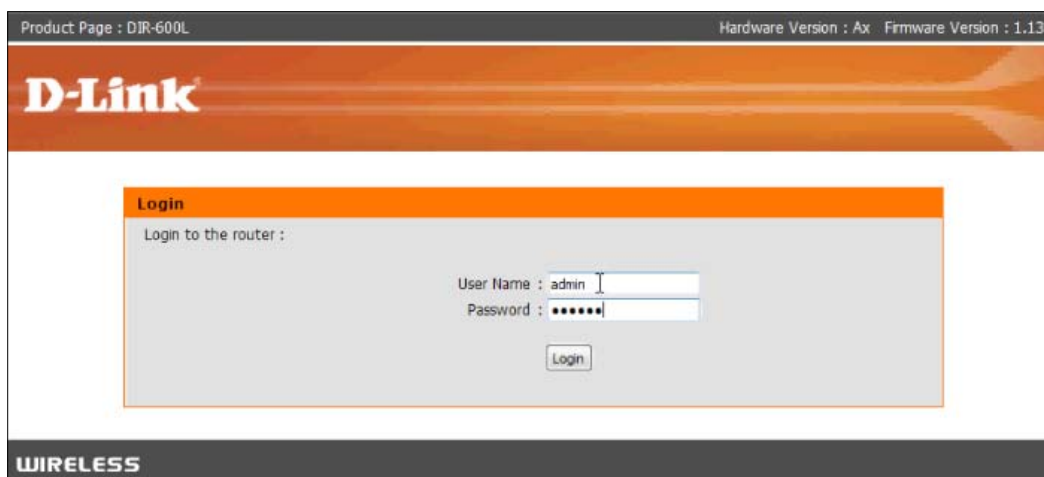 Product Page : DIR-600L Hardware Version : Ax Firmware Version : 1.13
D-Link
Login
Login to the router :
User Name : admin
Password : ••••••
Login
WIRELESS